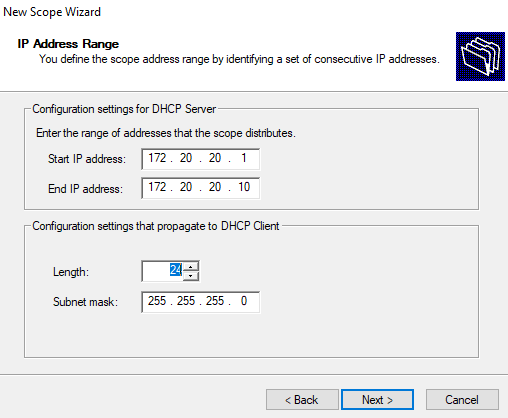 New Scope Wizard
IP Address Range
You define the scope address range by identifying a set of consecutive IP addresses.
Configuration settings for DHCP Server
Enter the range of addresses that the scope distributes.
Start IP address: 172 . 20 . 20 . 1
End IP address: 172 . 20 . 20 . 10
Configuration settings that propagate to DHCP Client
Length: 24
Subnet mask: 255 . 255 . 255 . 0
< Back Next > Cancel